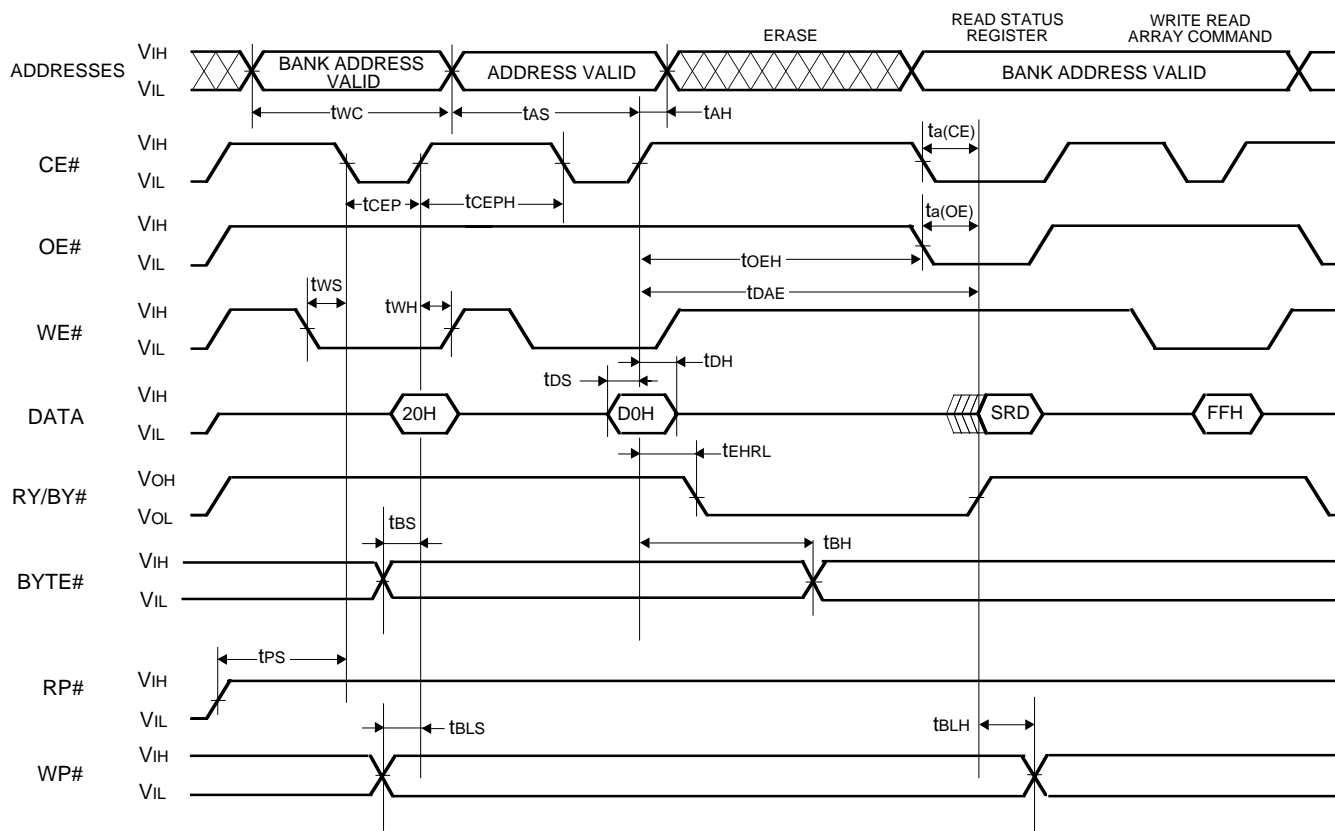 READ STATUS
REGISTER
WRITE READ
ARRAY COMMAND
ERASE
ADDRESSES
VIH
VIL
BANK ADDRESS
VALID
ADDRESS VALID
BANK ADDRESS VALID
tWC
tAS
tAH
CE#
VIH
VIL
ta(CE)
tCEP
tCEPH
OE#
VIH
VIL
ta(OE)
tOEH
tDAE
WE#
VIH
VIL
tWS
tWH
tDH
tDS
DATA
VIH
VIL
20H
D0H
SRD
FFH
tEHRL
RY/BY#
VOH
VOL
tBS
tBH
BYTE#
VIH
VIL
tPS
RP#
VIH
VIL
tBLS
tBLH
WP#
VIH
VIL